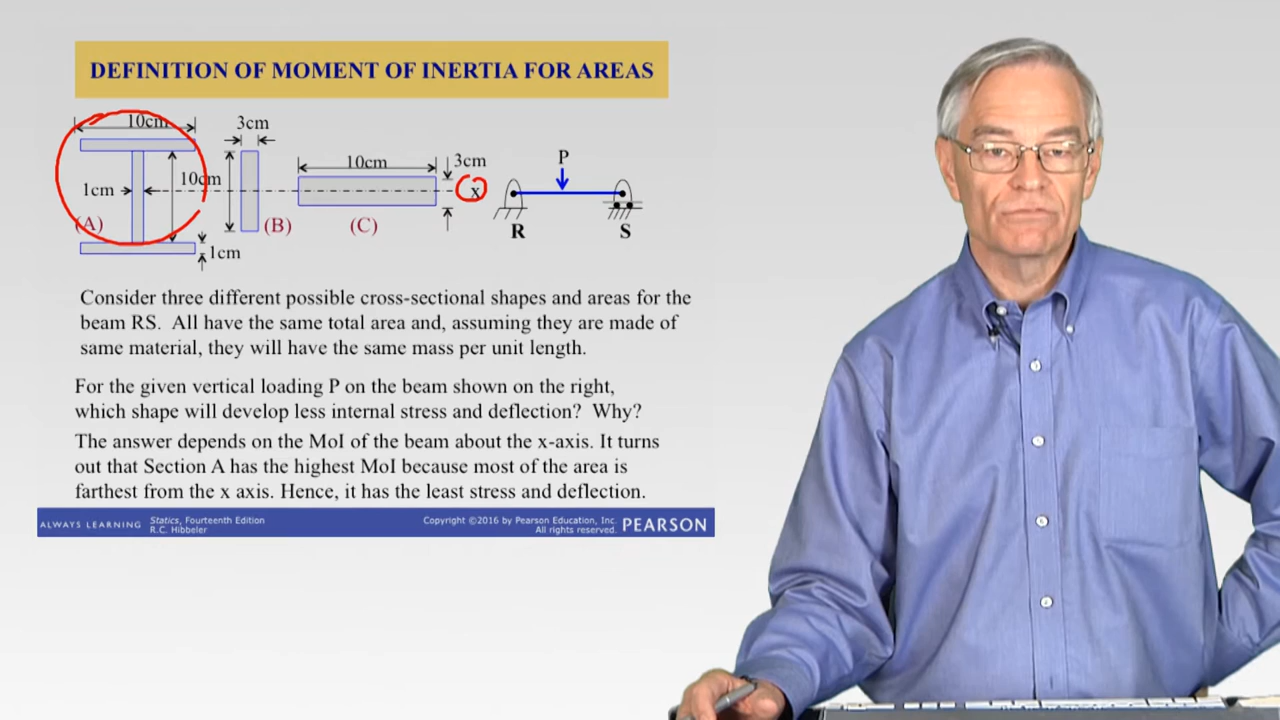 DEFINITION OF MOMENT OF INERTIA FOR AREAS
10cm
3cm
10cm
3cm
P
1cm
10cm
x
(A)
(B)
(C)
R
S
1cm
Consider three different possible cross-sectional shapes and areas for the
beam RS. All have the same total area and, assuming they are made of
same material, they will have the same mass per unit length.
For the given vertical loading P on the beam shown on the right,
which shape will develop less internal stress and deflection? Why?
The answer depends on the MoI of the beam about the x-axis. It turns
out that Section A has the highest MoI because most of the area is
farthest from the x axis. Hence, it has the least stress and deflection.
ALWAYS LEARNING
Statics, Fourteenth Edition
R.C. Hibbeler
Copyright ©2016 by Pearson Education, Inc.
All rights reserved.
PEARSON